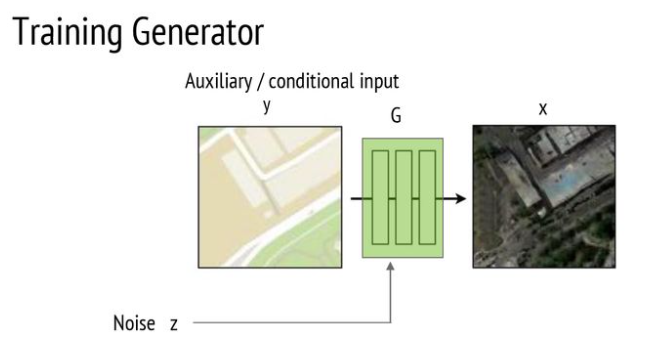 Training Generator
Auxiliary / conditional input
y
G
x
Noise z